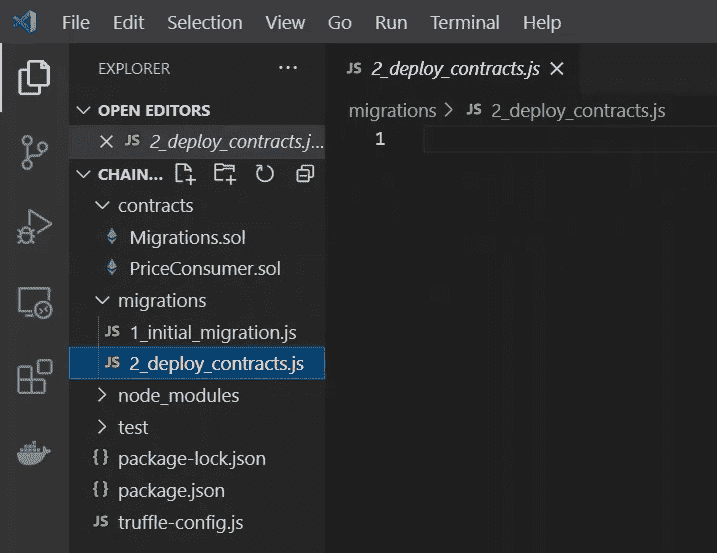 File Edit Selection View Go Run Terminal Help
EXPLORER ···
OPEN EDITORS
JS 2_deploy_contracts.j...
CHAIN...
contracts
Migrations.sol
PriceConsumer.sol
migrations
JS 1_initial_migration.js
JS 2_deploy_contracts.js
node_modules
test
{} package-lock.json
{} package.json
JS truffle-config.js
JS 2_deploy_contracts.js
migrations > JS 2_deploy_contracts.js
1